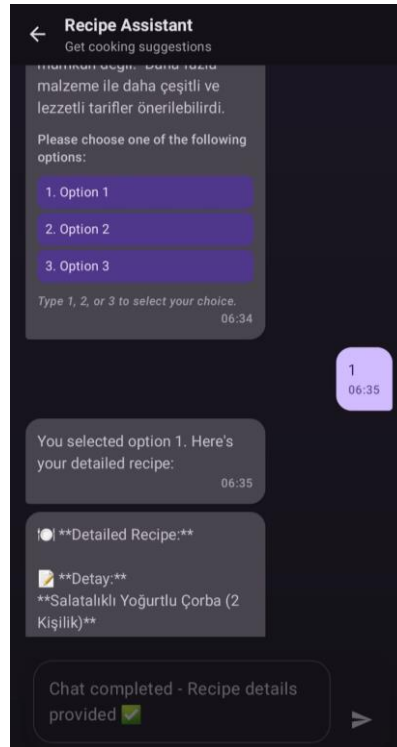 Recipe Assistant
Get cooking suggestions
malzeme ile daha çeşitli ve
lezzetli tarifler önerilebilirdi.
Please choose one of the following
options:
1. Option 1
2. Option 2
3. Option 3
Type 1, 2, or 3 to select your choice.
06:34
1
06:35
You selected option 1. Here's
your detailed recipe:
06:35
🍽️ **Detailed Recipe:**
📝 **Detay:**
**Salatalıklı Yoğurtlu Çorba (2
Kişilik)**
Chat completed - Recipe details
provided ✅